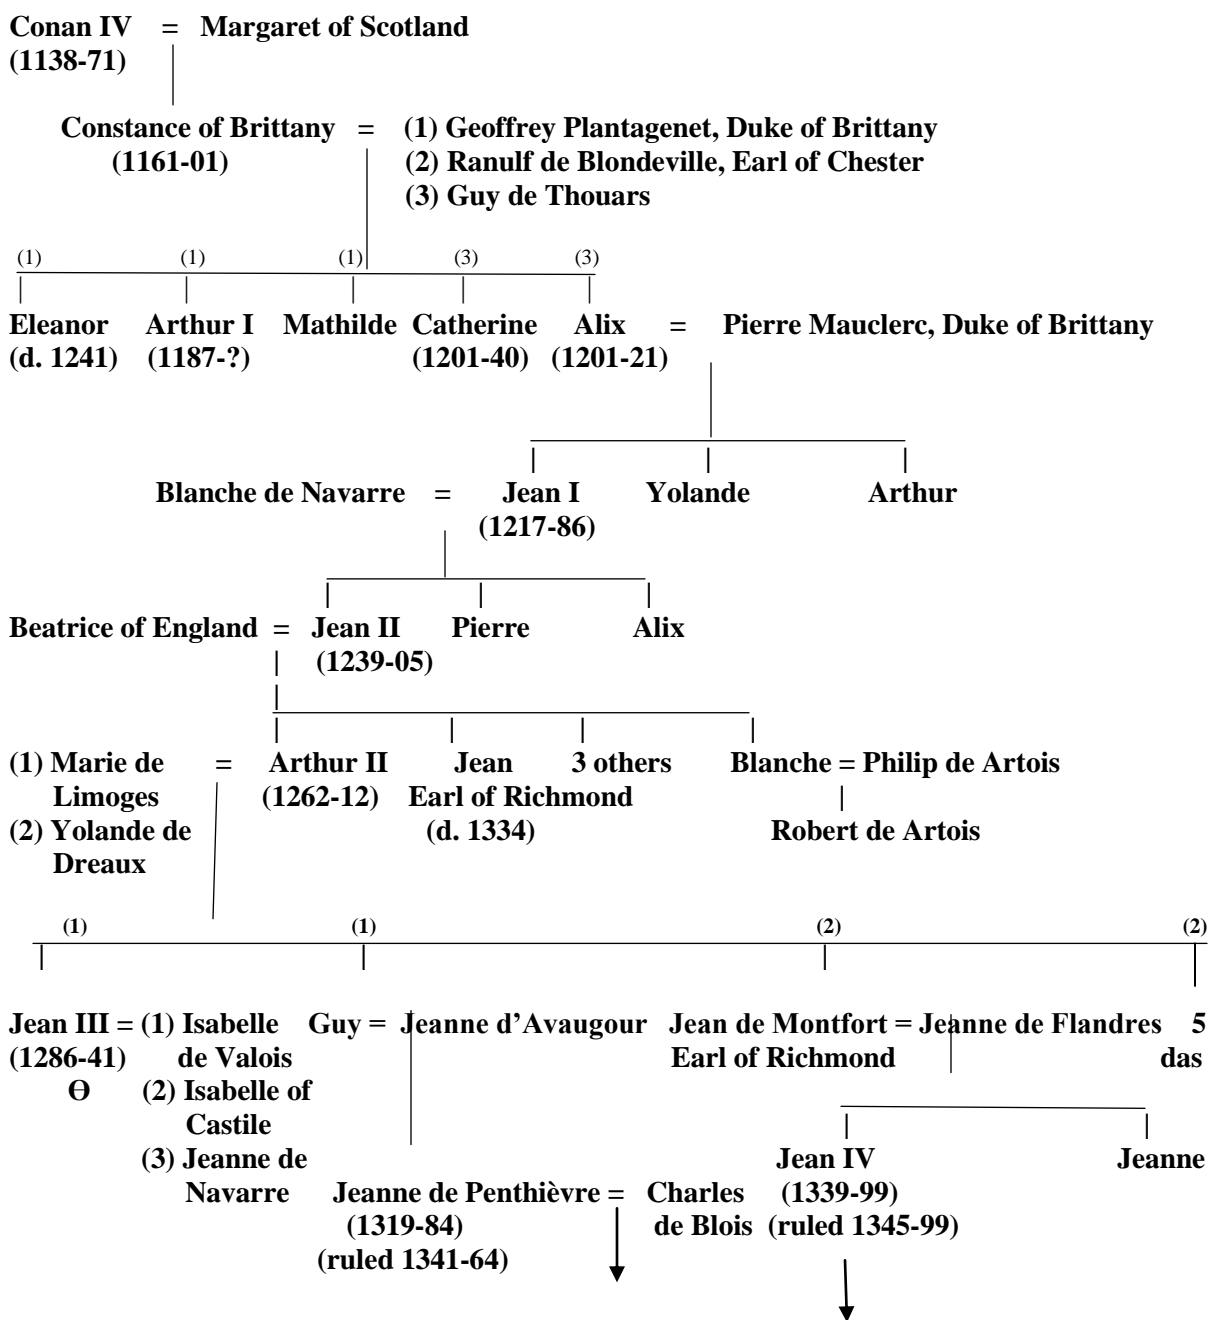 Conan IV = Margaret of Scotland
(1138-71)
Constance of Brittany = (1) Geoffrey Plantagenet, Duke of Brittany
(1161-01) (2) Ranulf de Blondeville, Earl of Chester
(3) Guy de Thouars
(1) (1) (1) (3) (3)
Eleanor Arthur I Mathilde Catherine Alix = Pierre Mauclerc, Duke of Brittany
(d. 1241) (1187-?) (1201-40) (1201-21)
Blanche de Navarre = Jean I Yolande Arthur
(1217-86)
Beatrice of England = Jean II Pierre Alix
(1239-05)
(1) Marie de = Arthur II Jean 3 others Blanche = Philip de Artois
Limoges (1262-12) Earl of Richmond
(2) Yolande de (d. 1334) Robert de Artois
Dreaux
(1) (1) (2) (2)
Jean III = (1) Isabelle Guy = Jeanne d’Avaugour Jean de Montfort = Jeanne de Flandres 5
(1286-41) de Valois Earl of Richmond das
Ө (2) Isabelle of
Castile
(3) Jeanne de Jean IV Jeanne
Navarre Jeanne de Penthièvre = Charles (1339-99)
(1319-84) de Blois (ruled 1345-99)
(ruled 1341-64)